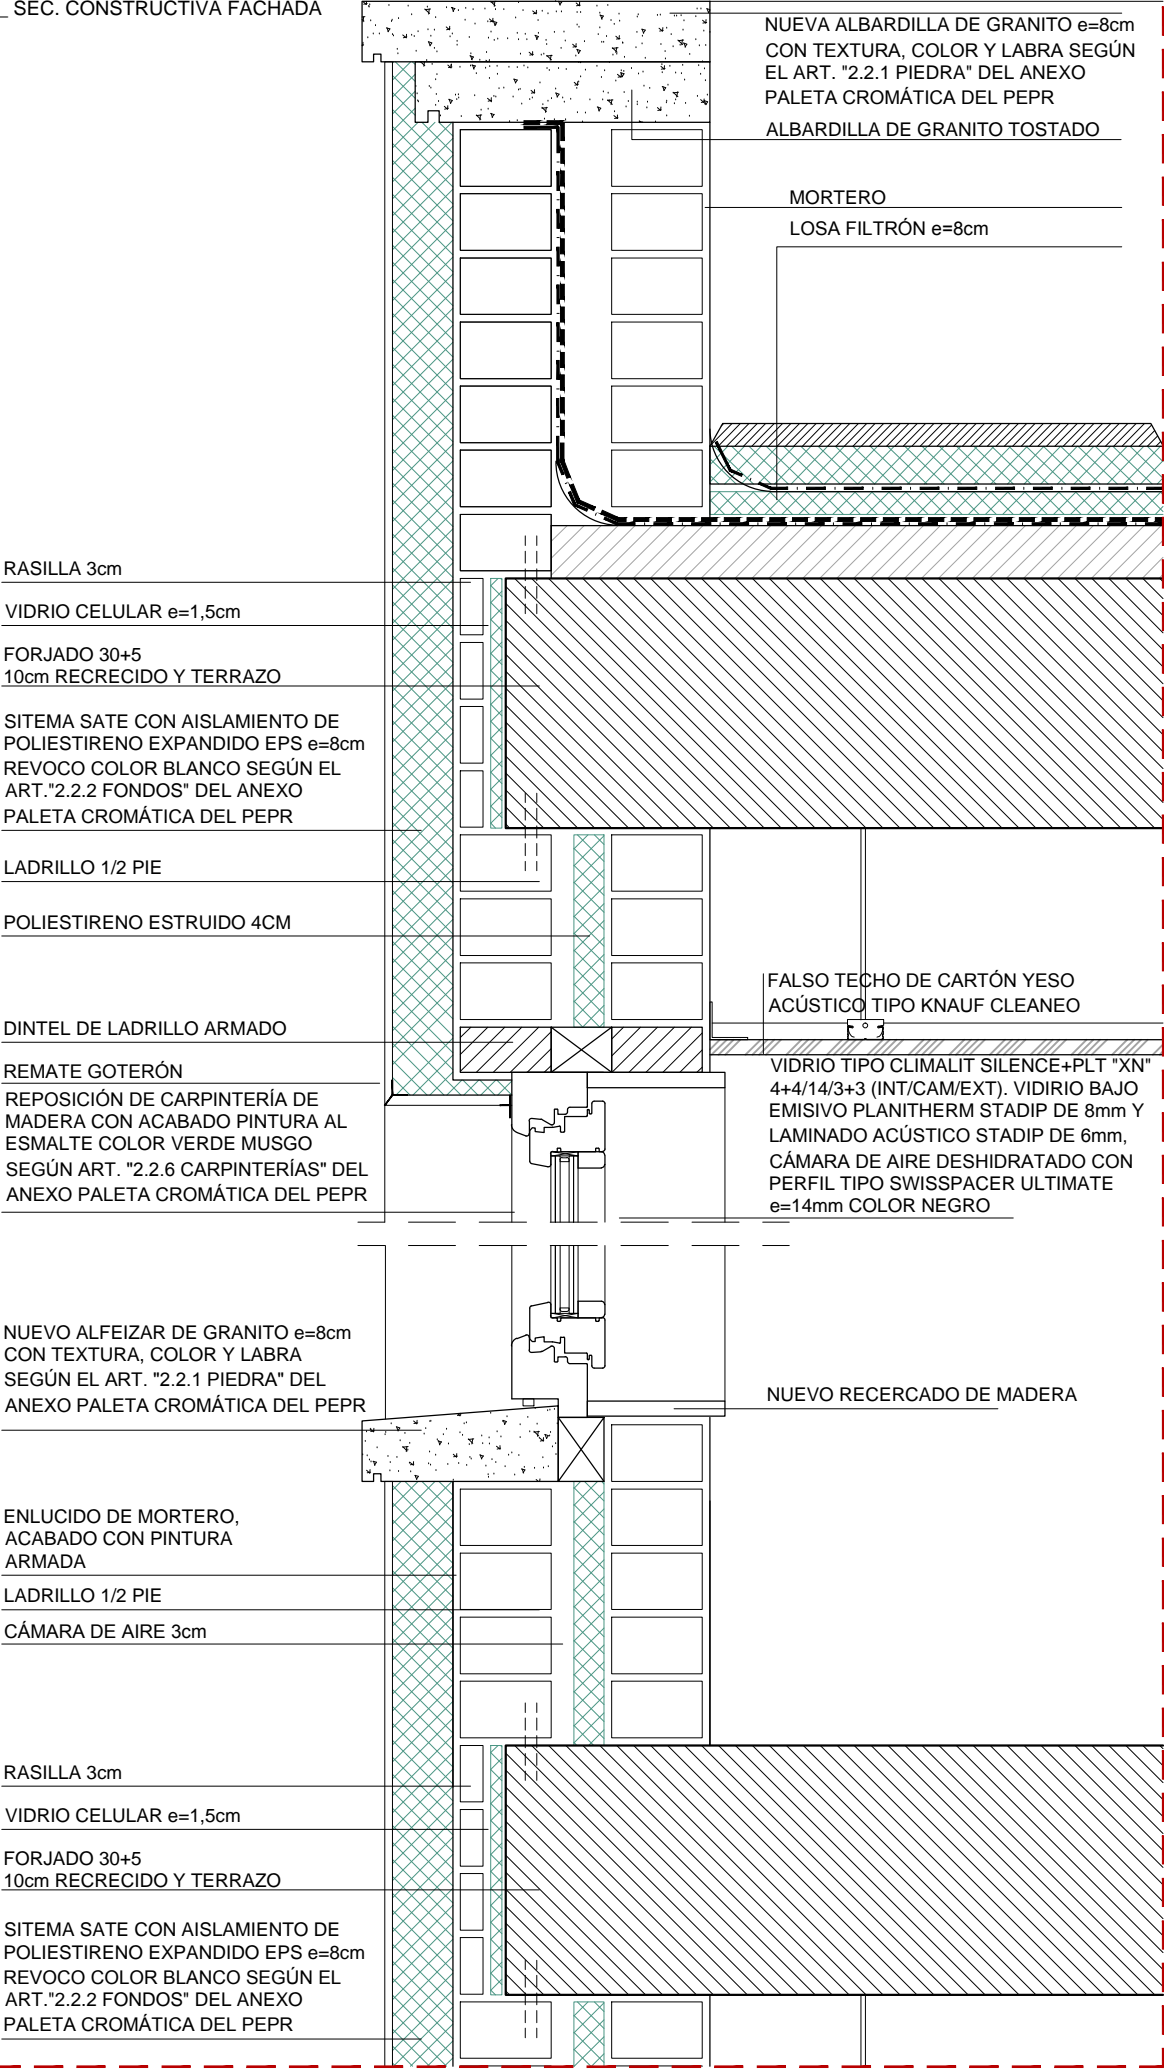 SEC. CONSTRUCTIVA FACHADA
NUEVA ALBARDILLA DE GRANITO e=8cm
CON TEXTURA, COLOR Y LABRA SEGÚN
EL ART. "2.2.1 PIEDRA" DEL ANEXO
PALETA CROMÁTICA DEL PEPR
ALBARDILLA DE GRANITO TOSTADO
MORTERO
LOSA FILTRÓN e=8cm
RASILLA 3cm
VIDRIO CELULAR e=1,5cm
FORJADO 30+5
10cm RECRECIDO Y TERRAZO
SITEMA SATE CON AISLAMIENTO DE
POLIESTIRENO EXPANDIDO EPS e=8cm
REVOCO COLOR BLANCO SEGÚN EL
ART."2.2.2 FONDOS" DEL ANEXO
PALETA CROMÁTICA DEL PEPR
LADRILLO 1/2 PIE
POLIESTIRENO ESTRUIDO 4CM
FALSO TECHO DE CARTÓN YESO
ACÚSTICO TIPO KNAUF CLEANEO
DINTEL DE LADRILLO ARMADO
REMATE GOTERÓN
REPOSICIÓN DE CARPINTERÍA DE
MADERA CON ACABADO PINTURA AL
ESMALTE COLOR VERDE MUSGO
SEGÚN ART. "2.2.6 CARPINTERÍAS" DEL
ANEXO PALETA CROMÁTICA DEL PEPR
VIDRIO TIPO CLIMALIT SILENCE+PLT "XN"
4+4/14/3+3 (INT/CAM/EXT). VIDIRIO BAJO
EMISIVO PLANITHERM STADIP DE 8mm Y
LAMINADO ACÚSTICO STADIP DE 6mm,
CÁMARA DE AIRE DESHIDRATADO CON
PERFIL TIPO SWISSPACER ULTIMATE
e=14mm COLOR NEGRO
NUEVO ALFEIZAR DE GRANITO e=8cm
CON TEXTURA, COLOR Y LABRA
SEGÚN EL ART. "2.2.1 PIEDRA" DEL
ANEXO PALETA CROMÁTICA DEL PEPR
NUEVO RECERCADO DE MADERA
ENLUCIDO DE MORTERO,
ACABADO CON PINTURA
ARMADA
LADRILLO 1/2 PIE
CÁMARA DE AIRE 3cm
RASILLA 3cm
VIDRIO CELULAR e=1,5cm
FORJADO 30+5
10cm RECRECIDO Y TERRAZO
SITEMA SATE CON AISLAMIENTO DE
POLIESTIRENO EXPANDIDO EPS e=8cm
REVOCO COLOR BLANCO SEGÚN EL
ART."2.2.2 FONDOS" DEL ANEXO
PALETA CROMÁTICA DEL PEPR